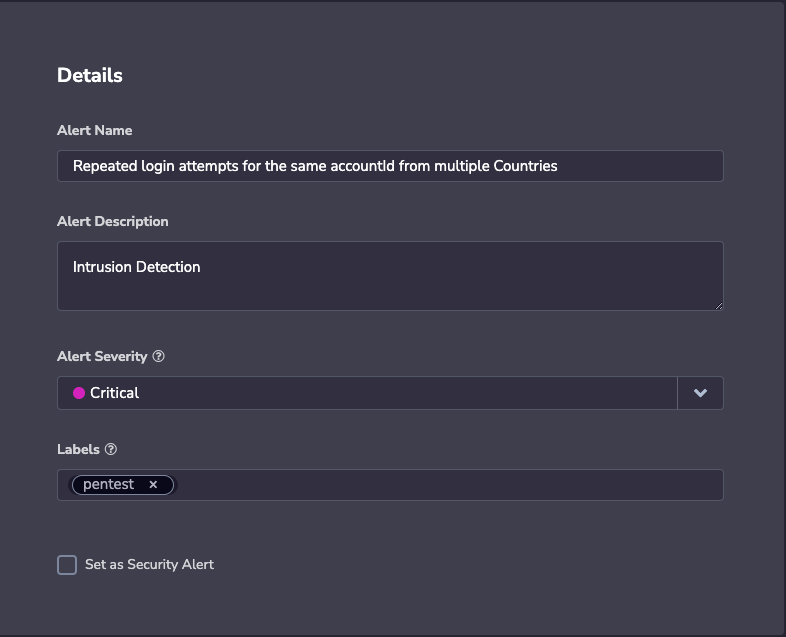 Details
Alert Name
Repeated login attempts for the same accountId from multiple Countries
Alert Description
Intrusion Detection
Alert Severity ?
Critical
Labels ?
pentest ×
Set as Security Alert